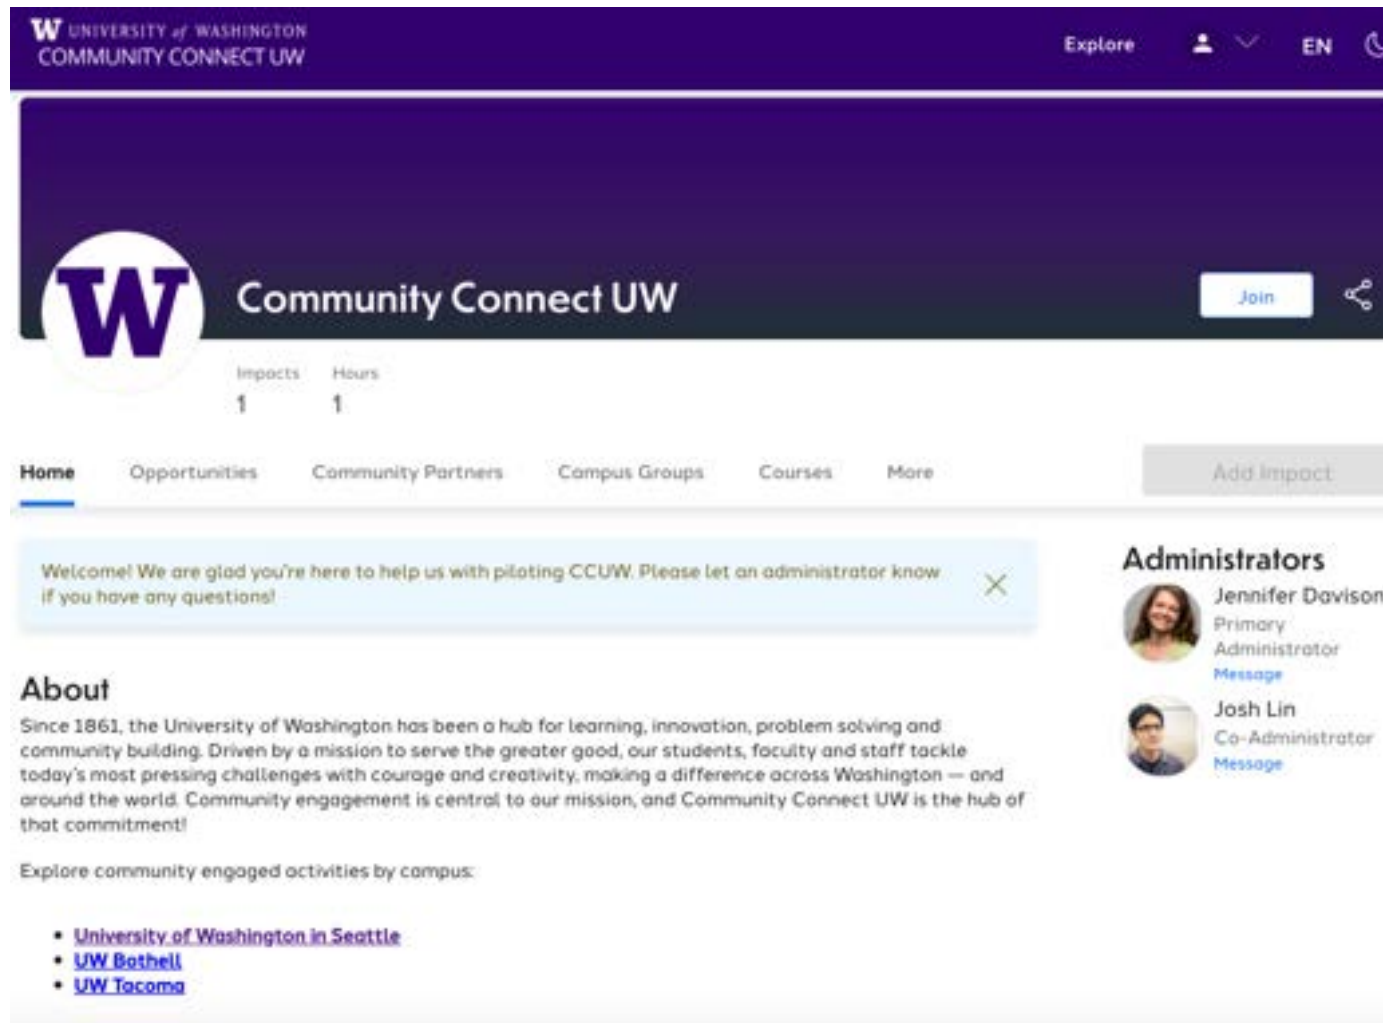 W UNIVERSITY of WASHINGTON
COMMUNITY CONNECT UW
Explore
EN
W
Community Connect UW
Join
Impacts Hours
1 1
Home Opportunities Community Partners Campus Groups Courses More
Add Impact
Welcome! We are glad you're here to help us with piloting CCUW. Please let an administrator know
if you have any questions!
Administrators
Jennifer Davison
Primary
Administrator
Message
Josh Lin
Co-Administrator
Message
About
Since 1861, the University of Washington has been a hub for learning, innovation, problem solving and
community building. Driven by a mission to serve the greater good, our students, faculty and staff tackle
today's most pressing challenges with courage and creativity, making a difference across Washington — and
around the world. Community engagement is central to our mission, and Community Connect UW is the hub of
that commitment!
Explore community engaged activities by campus:
• University of Washington in Seattle
• UW Bothell
• UW Tacoma